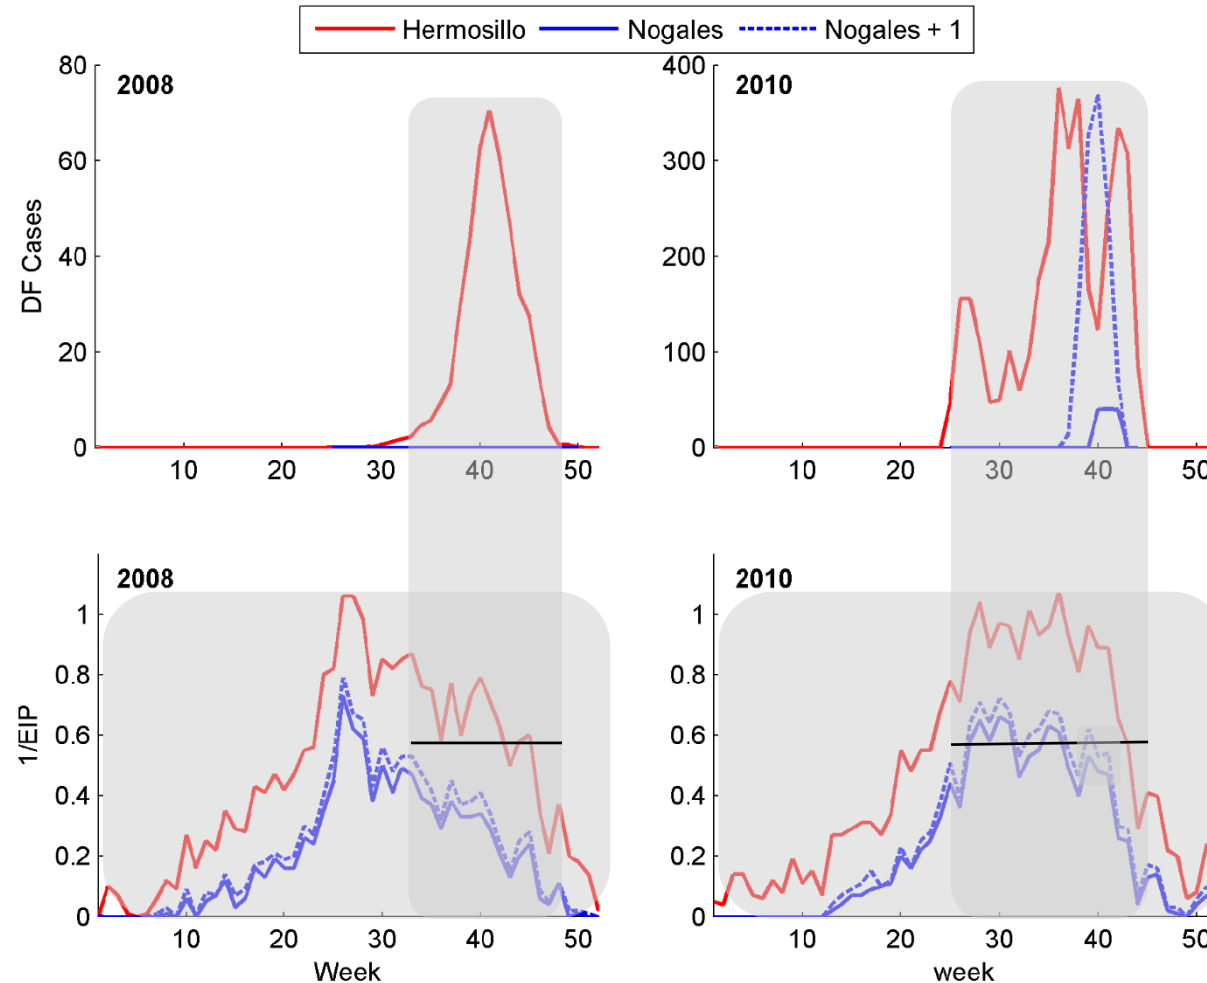 Hermosillo Nogales Nogales + 1
80 2008 60 40 20 0
DF Cases
10 20 30 40 50
400 2010 300 200 100 0
10 20 30 40 50
2008
1 0.8 0.6 0.4 0.2 0
1/EIP
10 20 30 40 50
Week
2010
1 0.8 0.6 0.4 0.2 0
10 20 30 40 50
week